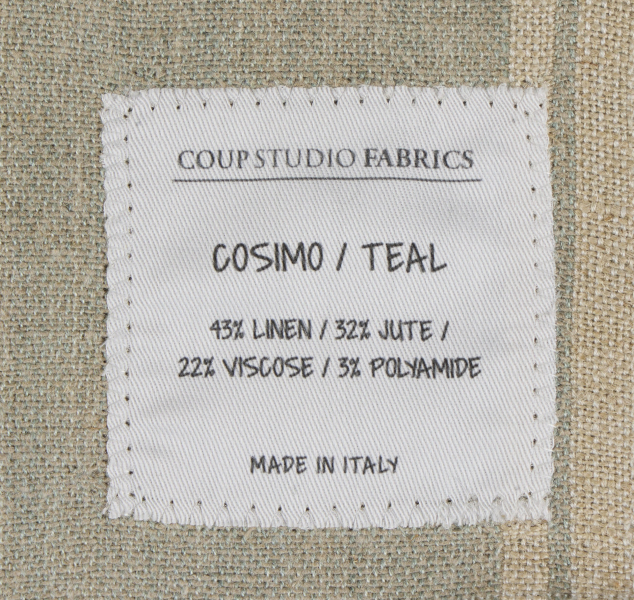 COUP STUDIO FABRICS
COSIMO / TEAL
43% LINEN / 32% JUTE /
22% VISCOSE / 3% POLYAMIDE
MADE IN ITALY